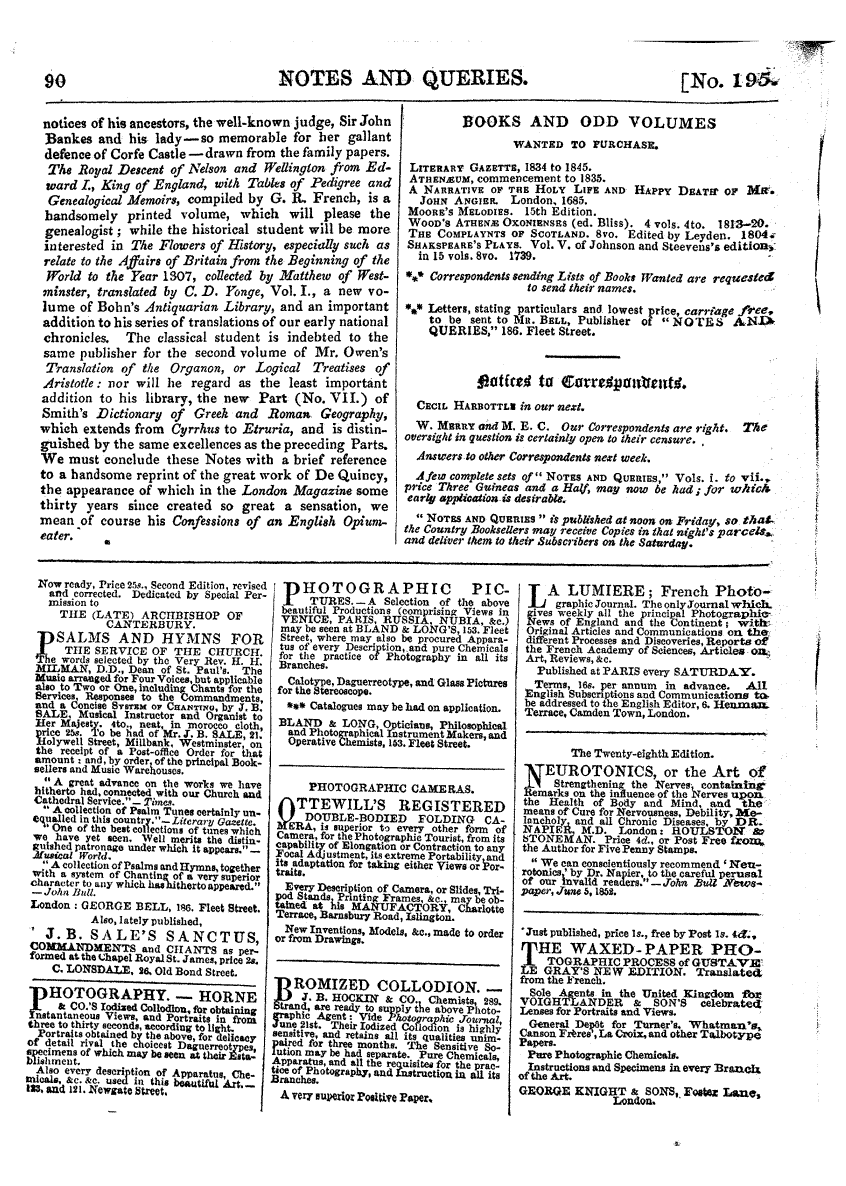 90
NOTES AND QUERIES.
[No. 195.
notices of his ancestors, the well-known judge, Sir John
Bankes and his lady—so memorable for her gallant
defence of Corfe Castle—drawn from the family papers.
The Royal Descent of Nelson and Wellington from Ed-
ward I., King of England, with Tables of Pedigree and
Genealogical Memoirs, compiled by G. R. French, is a
handsomely printed volume, which will please the
genealogist; while the historical student will be more
interested in The Flowers of History, especially such as
relate to the Affairs of Britain from the Beginning of the
World to the Year 1307, collected by Matthew of West-
minster, translated by C. D. Yonge, Vol. I., a new vo-
lume of Bohn's Antiquarian Library, and an important
addition to his series of translations of our early national
chronicles. The classical student is indebted to the
same publisher for the second volume of Mr. Owen's
Translation of the Organon, or Logical Treatises of
Aristotle: nor will he regard as the least important
addition to his library, the new Part (No. VII.) of
Smith's Dictionary of Greek and Roman Geography,
which extends from Cyrrhus to Etruria, and is distin-
guished by the same excellences as the preceding Parts.
We must conclude these Notes with a brief reference
to a handsome reprint of the great work of De Quincy,
the appearance of which in the London Magazine some
thirty years since created so great a sensation, we
mean of course his Confessions of an English Opium-
eater.
BOOKS AND ODD VOLUMES
WANTED TO PURCHASE.
LITERARY GAZETTE, 1834 to 1845.
ATHENÆUM, commencement to 1835.
A NARRATIVE OF THE HOLY LIFE AND HAPPY DEATH OF MR.
JOHN ANGIER. London, 1685.
MOORE'S MELODIES. 15th Edition.
WOOD'S ATHENÆ OXONIENSES (ed. Bliss). 4 vols. 4to. 1813-20.
THE COMPLAYNTS OF SCOTLAND. 8vo. Edited by Leyden. 1804.
SHAKSPEARE'S PLAYS. Vol. V. of Johnson and Steevens's edition,
in 15 vols. 8vo. 1739.
*** Correspondents sending Lists of Books Wanted are requested
to send their names.
*** Letters, stating particulars and lowest price, carriage free,
to be sent to MR. BELL, Publisher of "NOTES AND
QUERIES," 186. Fleet Street.
Notices to Correspondents.
CECIL HARBOTTLE in our next.
W. MERRY and M. E. C. Our Correspondents are right. The
oversight in question is certainly open to their censure.
Answers to other Correspondents next week.
A few complete sets of "NOTES AND QUERIES," Vols. i. to vii.,
price Three Guineas and a Half, may now be had; for which
early application is desirable.
"NOTES AND QUERIES" is published at noon on Friday, so that
the Country Booksellers may receive Copies in that night's parcels,
and deliver them to their Subscribers on the Saturday.
Now ready, Price 25s., Second Edition, revised
and corrected. Dedicated by Special Per-
mission to
THE (LATE) ARCHBISHOP OF
CANTERBURY.
PSALMS AND HYMNS FOR
THE SERVICE OF THE CHURCH.
The words selected by the Very Rev. H. H.
MILMAN, D.D., Dean of St. Paul's. The
Music arranged for Four Voices, but applicable
also to Two or One, including Chants for the
Services, Responses to the Commandments,
and a Concise SYSTEM OF CHANTING, by J. B.
SALE, Musical Instructor and Organist to
Her Majesty. 4to., neat, in morocco cloth,
price 25s. To be had of Mr. J. B. SALE, 21.
Holywell Street, Millbank, Westminster, on
the receipt of a Post-office Order for that
amount: and, by order, of the principal Book-
sellers and Music Warehouses.
"A great advance on the works we have
hitherto had, connected with our Church and
Cathedral Service."—Times.
"A collection of Psalm Tunes certainly un-
equalled in this country."—Literary Gazette.
"One of the best collections of tunes which
we have yet seen. Well merits the distin-
guished patronage under which it appears."—
Musical World.
"A collection of Psalms and Hymns, together
with a system of Chanting of a very superior
character to any which has hitherto appeared."
—John Bull.
London: GEORGE BELL, 186. Fleet Street.
Also, lately published,
J. B. SALE'S SANCTUS,
COMMANDMENTS and CHANTS as per-
formed at the Chapel Royal St. James, price 2s.
C. LONSDALE, 26. Old Bond Street.
PHOTOGRAPHY. — HORNE
& CO.'S Iodized Collodion, for obtaining
Instantaneous Views, and Portraits in from
three to thirty seconds, according to light.
Portraits obtained by the above, for delicacy
of detail rival the choicest Daguerreotypes,
specimens of which may be seen at their Esta-
blishment.
Also every description of Apparatus, Che-
micals, &c. &c. used in this beautiful Art.—
123. and 121. Newgate Street.
PHOTOGRAPHIC PIC-
TURES.—A Selection of the above
beautiful Productions (comprising Views in
VENICE, PARIS, RUSSIA, NUBIA, &c.)
may be seen at BLAND & LONG'S, 153. Fleet
Street, where may also be procured Appara-
tus of every Description, and pure Chemicals
for the practice of Photography in all its
Branches.
Calotype, Daguerreotype, and Glass Pictures
for the Stereoscope.
*** Catalogues may be had on application.
BLAND & LONG, Opticians, Philosophical
and Photographical Instrument Makers, and
Operative Chemists, 153. Fleet Street.
PHOTOGRAPHIC CAMERAS.
OTTEWILL'S REGISTERED
DOUBLE-BODIED FOLDING CA-
MERA, is superior to every other form of
Camera, for the Photographic Tourist, from its
capability of Elongation or Contraction to any
Focal Adjustment, its extreme Portability, and
its adaptation for taking either Views or Por-
traits.
Every Description of Camera, or Slides, Tri-
pod Stands, Printing Frames, &c., may be ob-
tained at his MANUFACTORY, Charlotte
Terrace, Barnsbury Road, Islington.
New Inventions, Models, &c., made to order
or from Drawings.
BROMIZED COLLODION.—
J. B. HOCKIN & CO., Chemists, 289.
Strand, are ready to supply the above Photo-
graphic Agent: Vide Photographic Journal,
June 21st. Their Iodized Collodion is highly
sensitive, and retains all its qualities unim-
paired for three months. The Sensitive So-
lution may be had separate. Pure Chemicals,
Apparatus, and all the requisites for the prac-
tice of Photography, and Instruction in all its
Branches.
A very superior Positive Paper.
LA LUMIERE; French Photo-
graphic Journal. The only Journal which
gives weekly all the principal Photographic
News of England and the Continent; with
Original Articles and Communications on the
different Processes and Discoveries, Reports of
the French Academy of Sciences, Articles on
Art, Reviews, &c.
Published at PARIS every SATURDAY.
Terms, 16s. per annum in advance. All
English Subscriptions and Communications to
be addressed to the English Editor, 6. Henman
Terrace, Camden Town, London.
The Twenty-eighth Edition.
NEUROTONICS, or the Art of
Strengthening the Nerves, containing
Remarks on the influence of the Nerves upon
the Health of Body and Mind, and the
means of Cure for Nervousness, Debility, Me-
lancholy, and all Chronic Diseases, by DR.
NAPIER, M.D. London: HOULSTON &
STONEMAN. Price 4d., or Post Free from
the Author for Five Penny Stamps.
"We can conscientiously recommend 'Neu-
rotonics,' by Dr. Napier, to the careful perusal
of our invalid readers."—John Bull News-
paper, June 5, 1852.
Just published, price 1s., free by Post 1s. 4d.,
THE WAXED-PAPER PHO-
TOGRAPHIC PROCESS of GUSTAVE
LE GRAY'S NEW EDITION. Translated
from the French.
Sole Agents in the United Kingdom for
VOIGHTLANDER & SON'S celebrated
Lenses for Portraits and Views.
General Depôt for Turner's, Whatman's,
Canson Frères', La Croix, and other Talbotype
Papers.
Pure Photographic Chemicals.
Instructions and Specimens in every Branch
of the Art.
GEORGE KNIGHT & SONS, Foster Lane,
London.